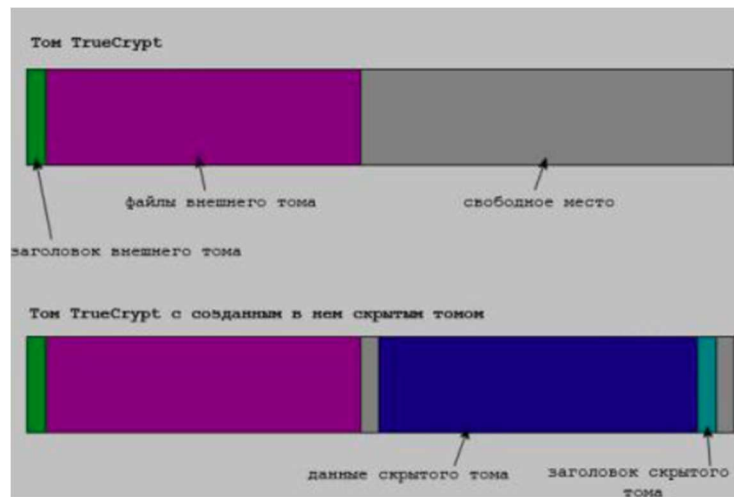 Том TrueCrypt
файлы внешнего тома
свободное место
заголовок внешнего тома
Том TrueCrypt с созданным в нем скрытым томом
данные скрытого тома
заголовок скрытого
тома